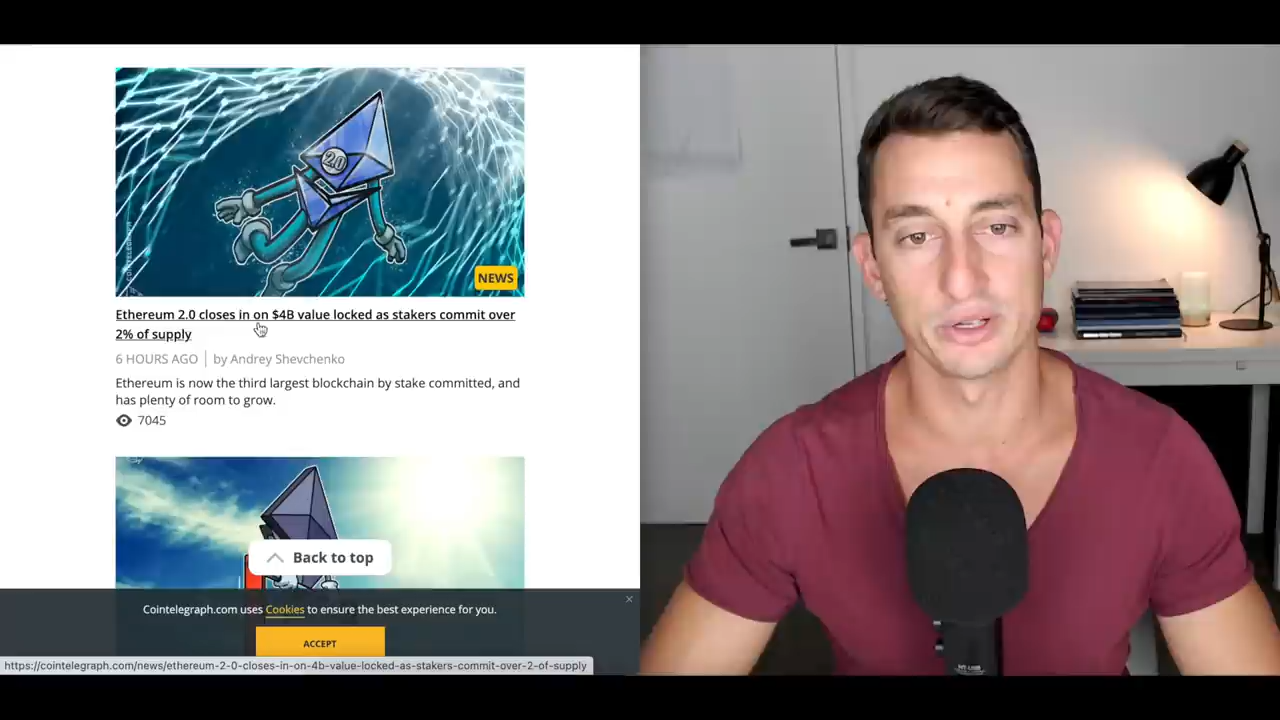 2.0
COINTELEGRAPH
NEWS
Ethereum 2.0 closes in on $4B value locked as stakers commit over
2% of supply
6 HOURS AGO | by Andrey Shevchenko
Ethereum is now the third largest blockchain by stake committed, and
has plenty of room to grow.
7045
Back to top
Cointelegraph.com uses Cookies to ensure the best experience for you.
ACCEPT
https://cointelegraph.com/news/ethereum-2-0-closes-in-on-4b-value-locked-as-stakers-commit-over-2-of-supply